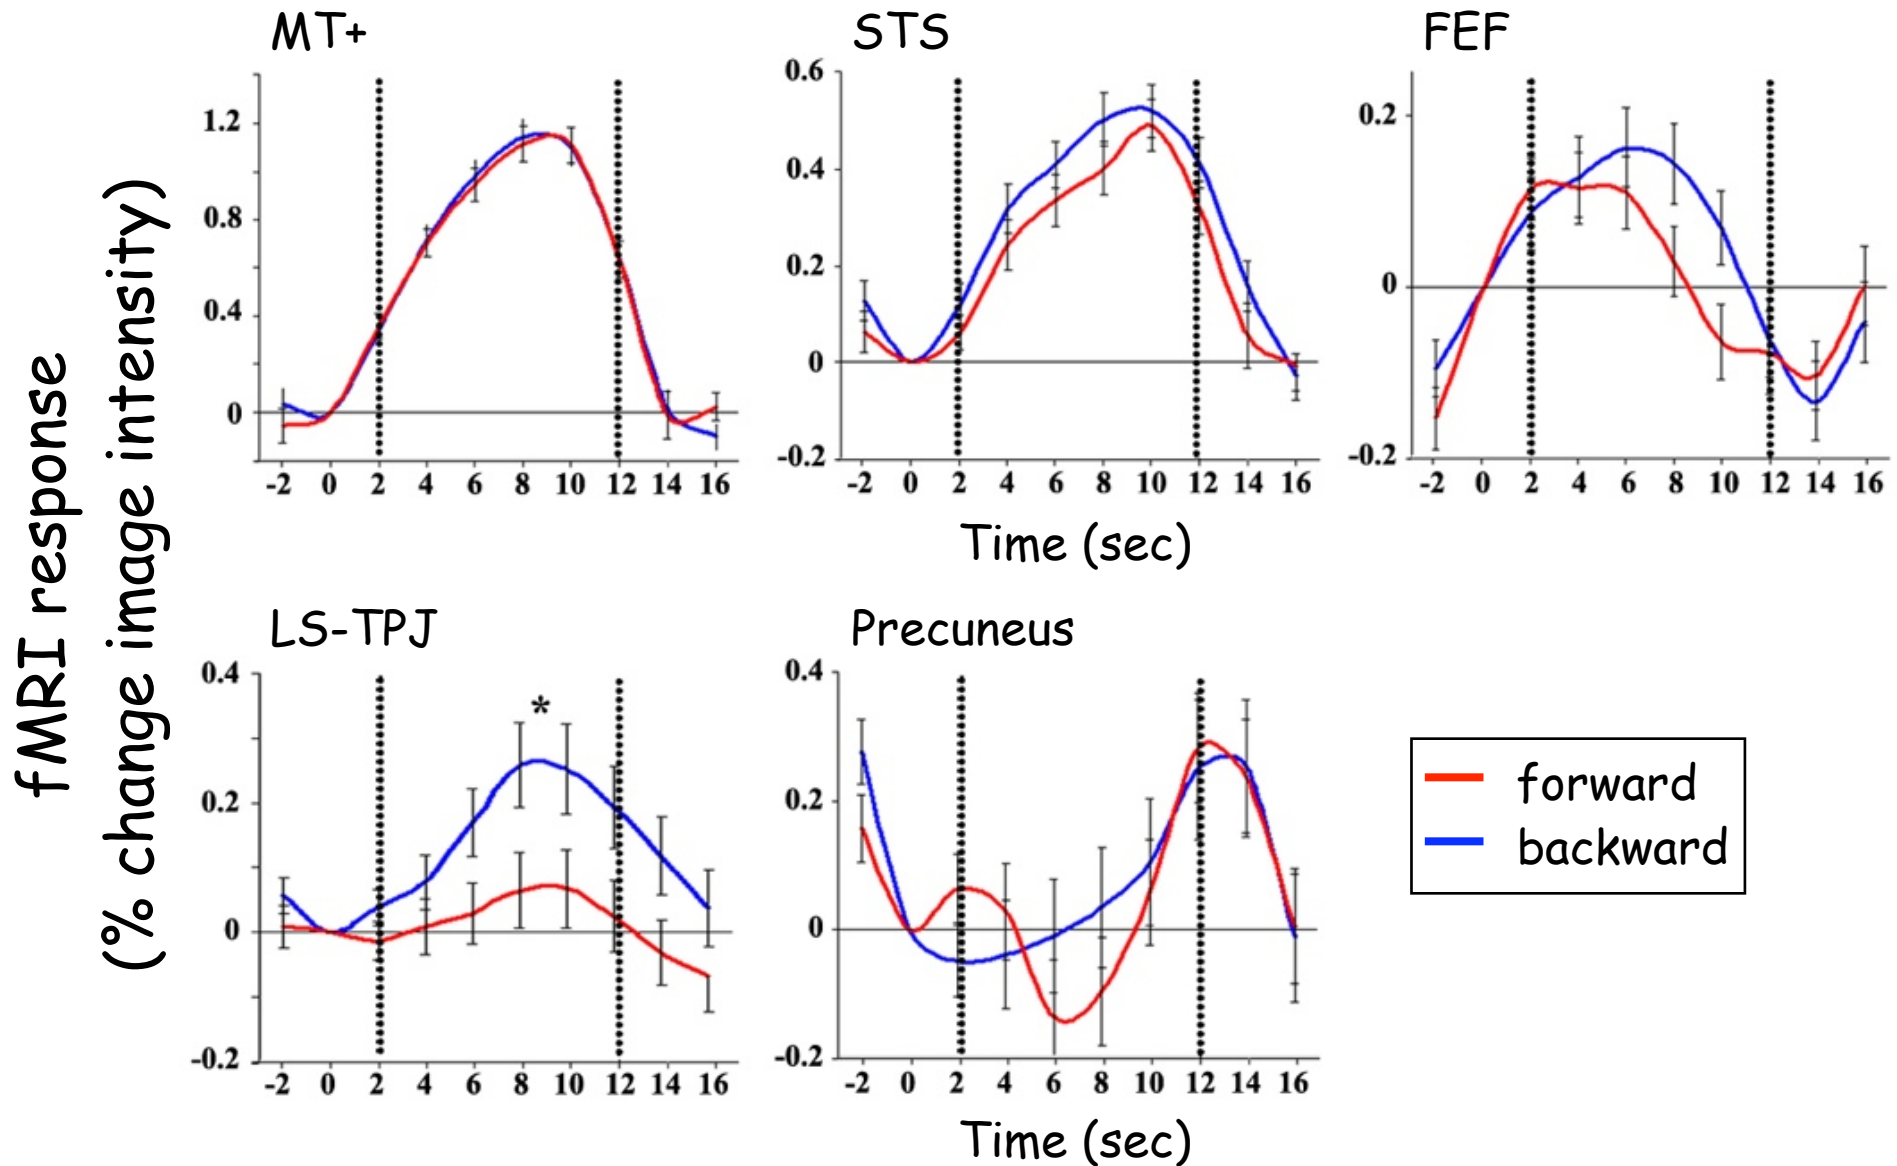 fMRI response
(% change image intensity)
MT+
1.2
0.8
0.4
0
-2 0 2 4 6 8 10 12 14 16
STS
0.6
0.4
0.2
0
-0.2
-2 0 2 4 6 8 10 12 14 16
Time (sec)
FEF
0.2
0
-0.2
-2 0 2 4 6 8 10 12 14 16
LS-TPJ
0.4
0.2
0
-0.2
*
-2 0 2 4 6 8 10 12 14 16
Precuneus
0.4
0.2
0
-0.2
-2 0 2 4 6 8 10 12 14 16
Time (sec)
forward
backward